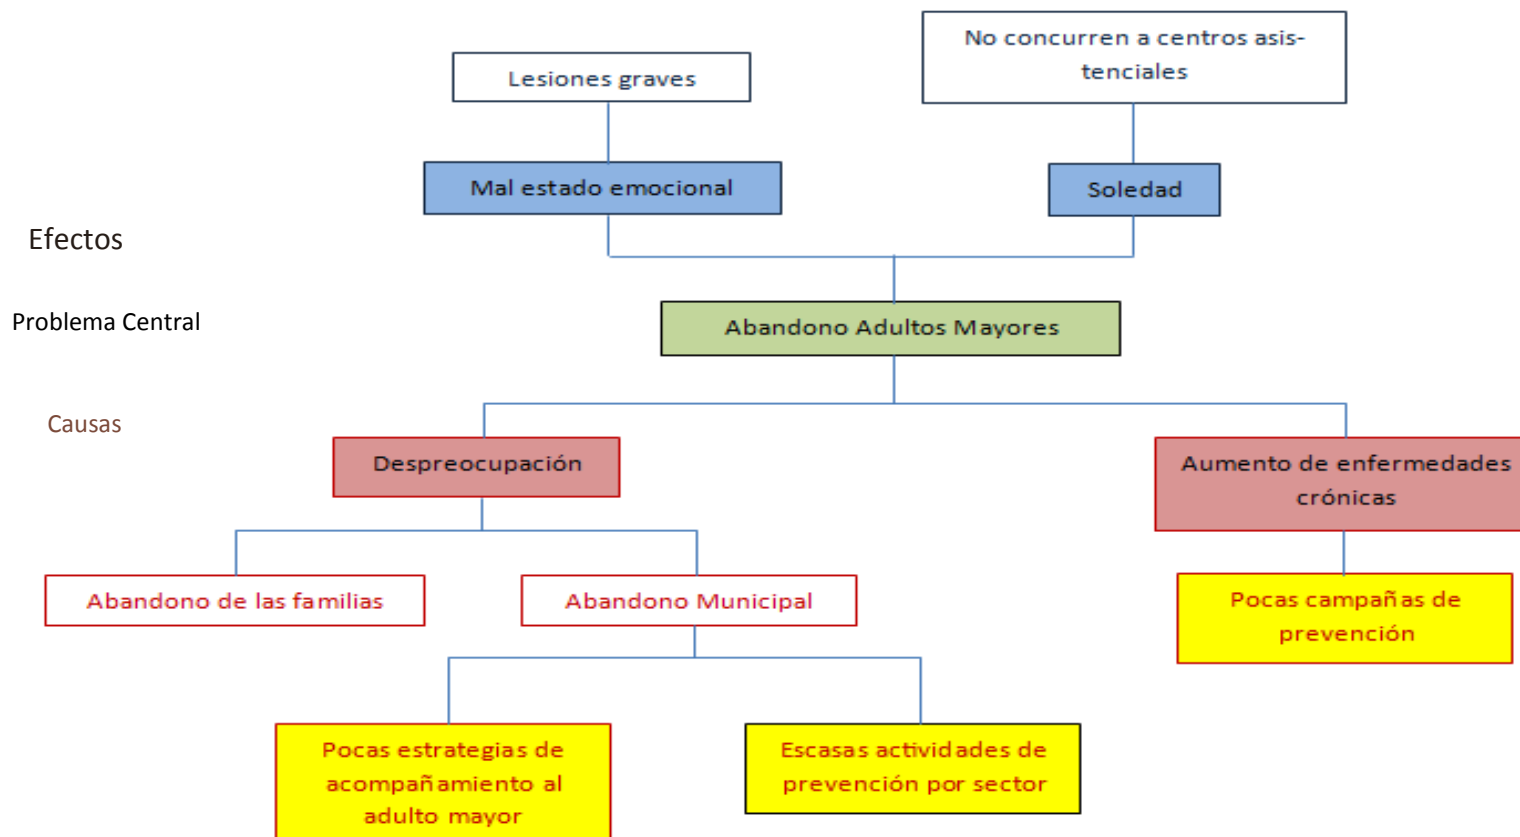 No concurren a centros asis-
tenciales
Lesiones graves
Mal estado emocional
Soledad
Efectos
Problema Central
Abandono Adultos Mayores
Causas
Despreocupación
Aumento de enfermedades
crónicas
Abandono de las familias
Abandono Municipal
Pocas campañas de
prevención
Pocas estrategias de
acompañamiento al
adulto mayor
Escasas actividades de
prevención por sector